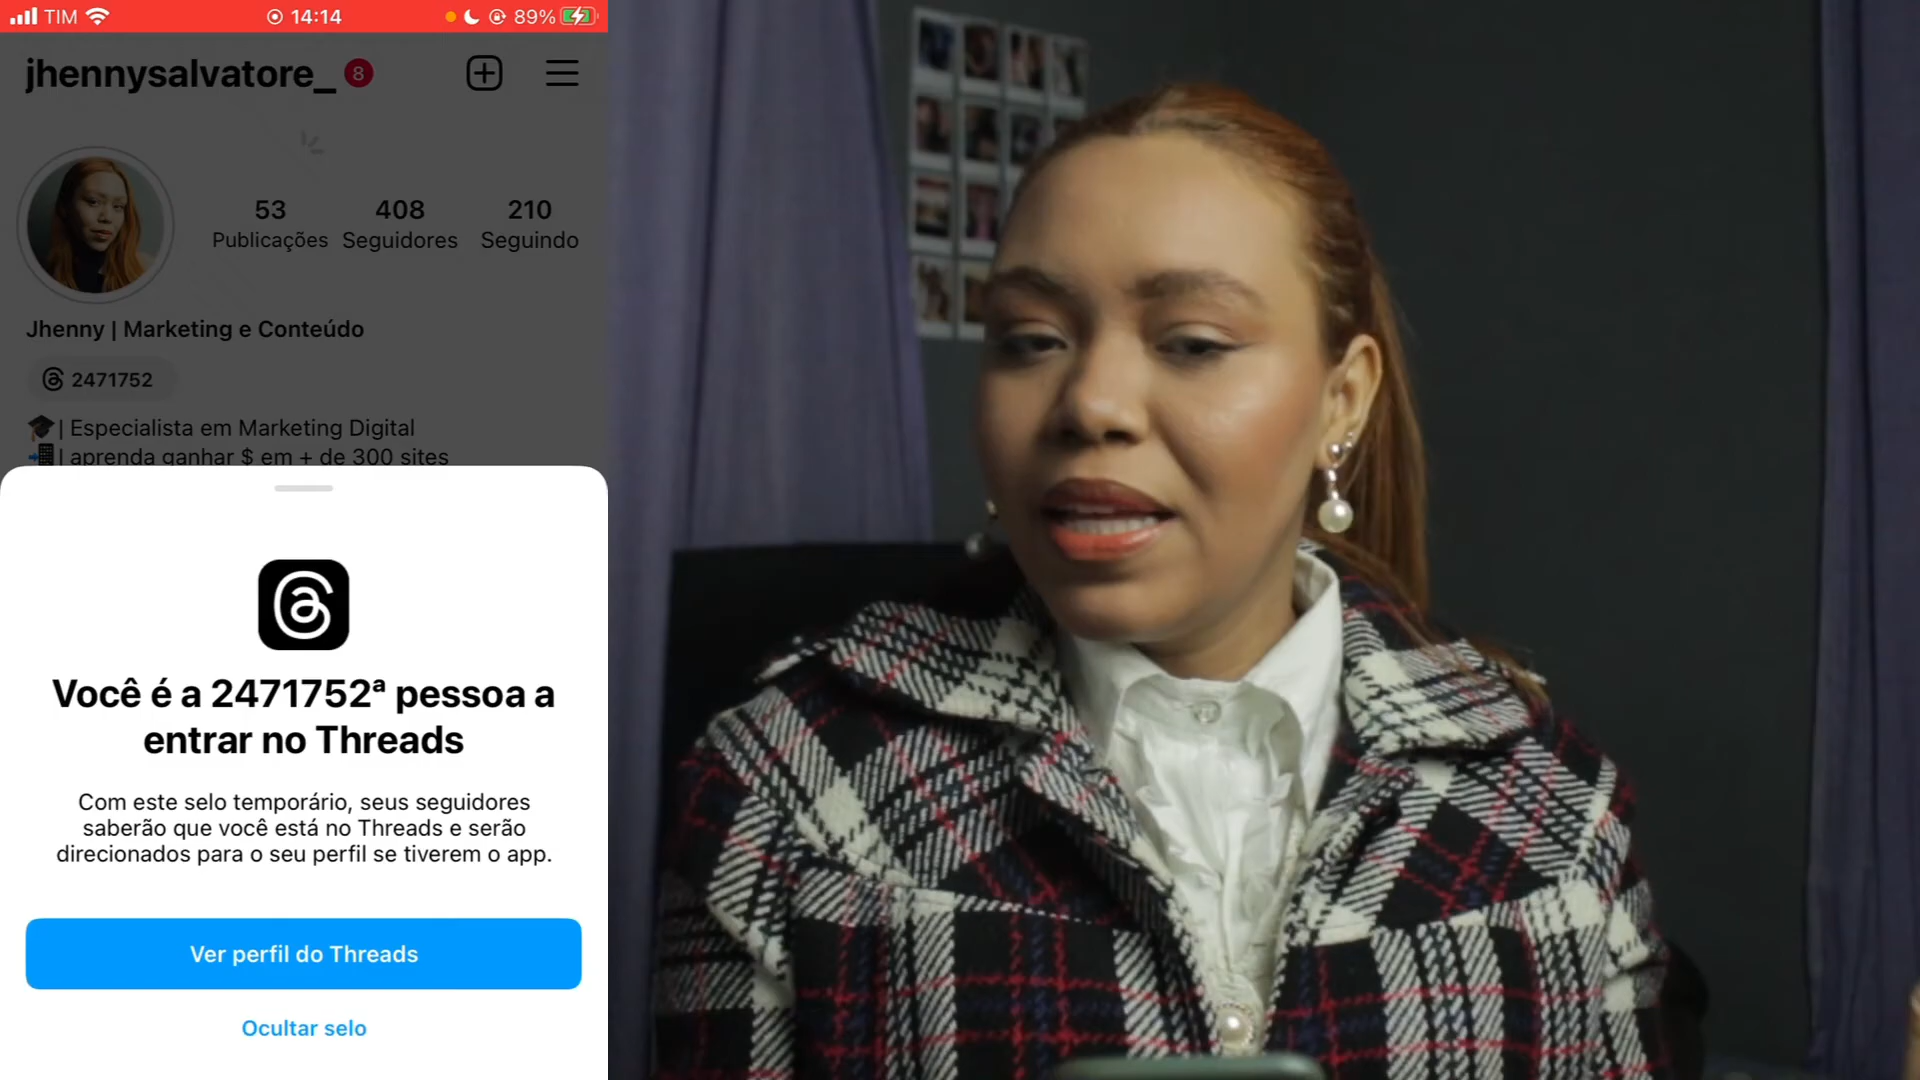 TIM 14:14 89%
jhennysalvatore_ 8
53 408 210
Publicações Seguidores Seguindo
Jhenny | Marketing e Conteúdo
2471752
🎓| Especialista em Marketing Digital
📲| aprenda ganhar $ em + de 300 sites
Você é a 2471752ª pessoa a
entrar no Threads
Com este selo temporário, seus seguidores
saberão que você está no Threads e serão
direcionados para o seu perfil se tiverem o app.
Ver perfil do Threads
Ocultar selo